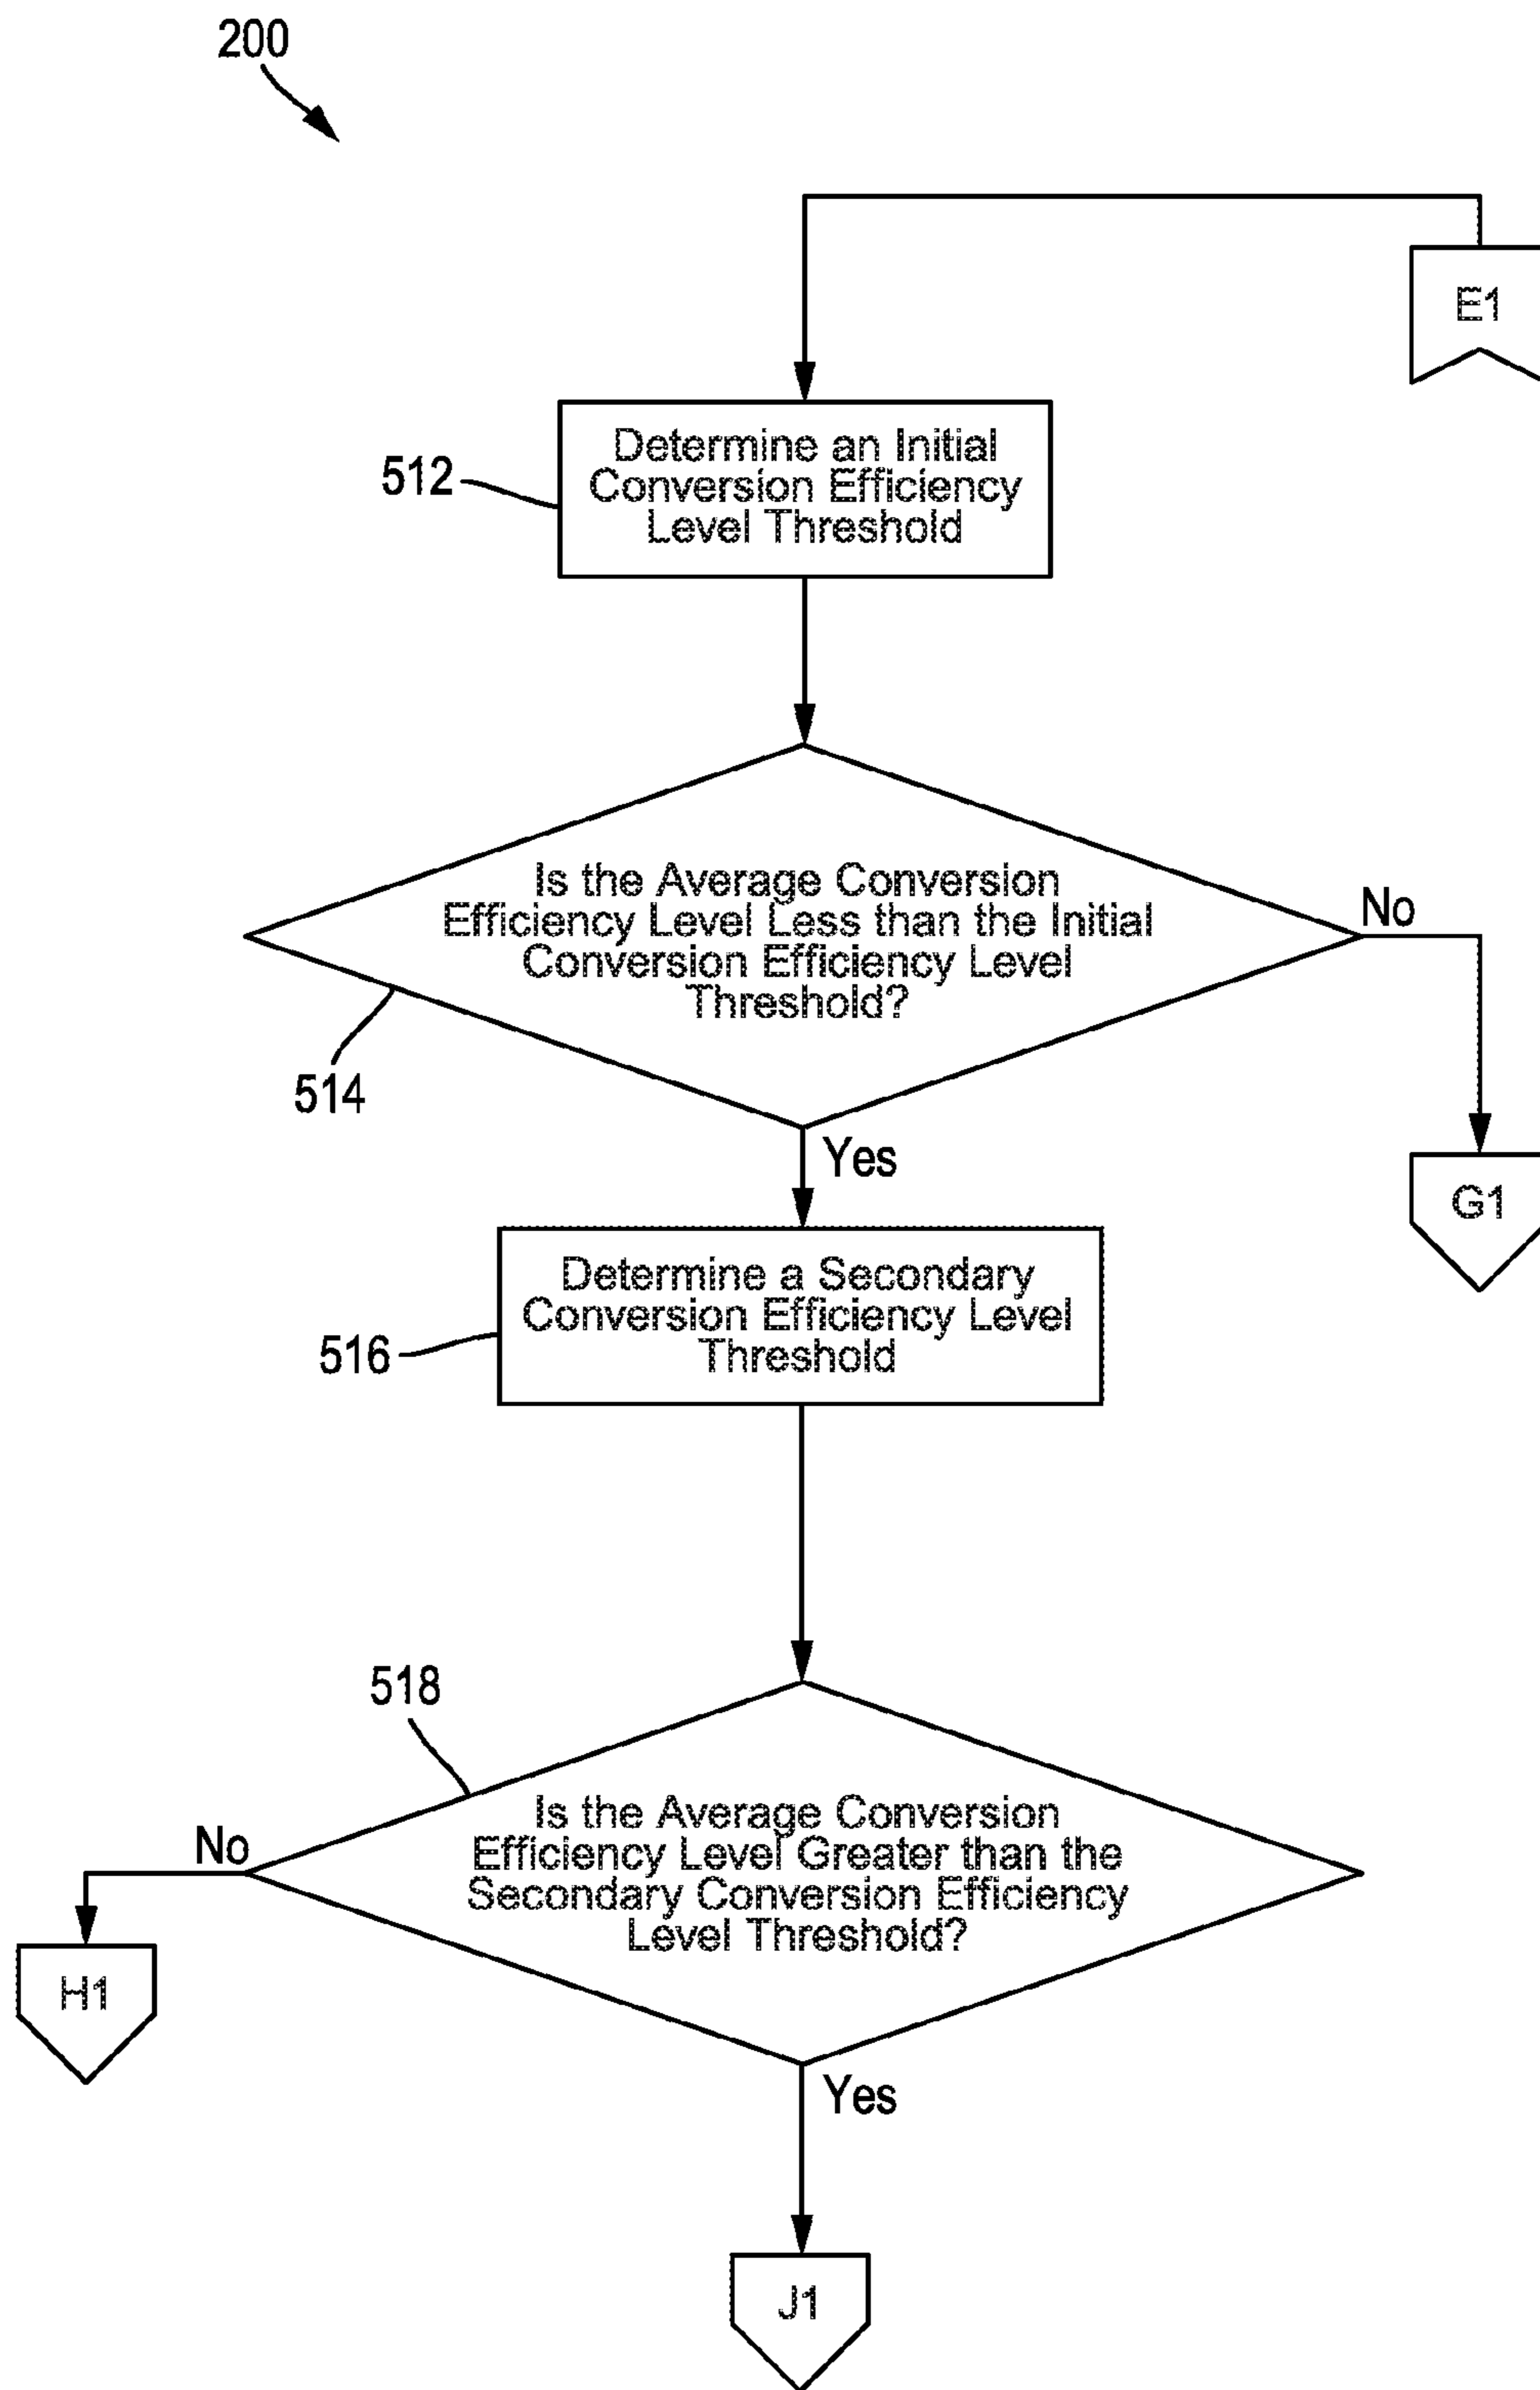 200
E1
Determine an Initial
Conversion Efficiency
Level Threshold
512
Is the Average Conversion
Efficiency Level Less than the Initial
Conversion Efficiency Level
Threshold?
No
514
Yes
G1
Determine a Secondary
Conversion Efficiency Level
Threshold
516
518
Is the Average Conversion
Efficiency Level Greater than the
Secondary Conversion Efficiency
Level Threshold?
No
H1
Yes
J1